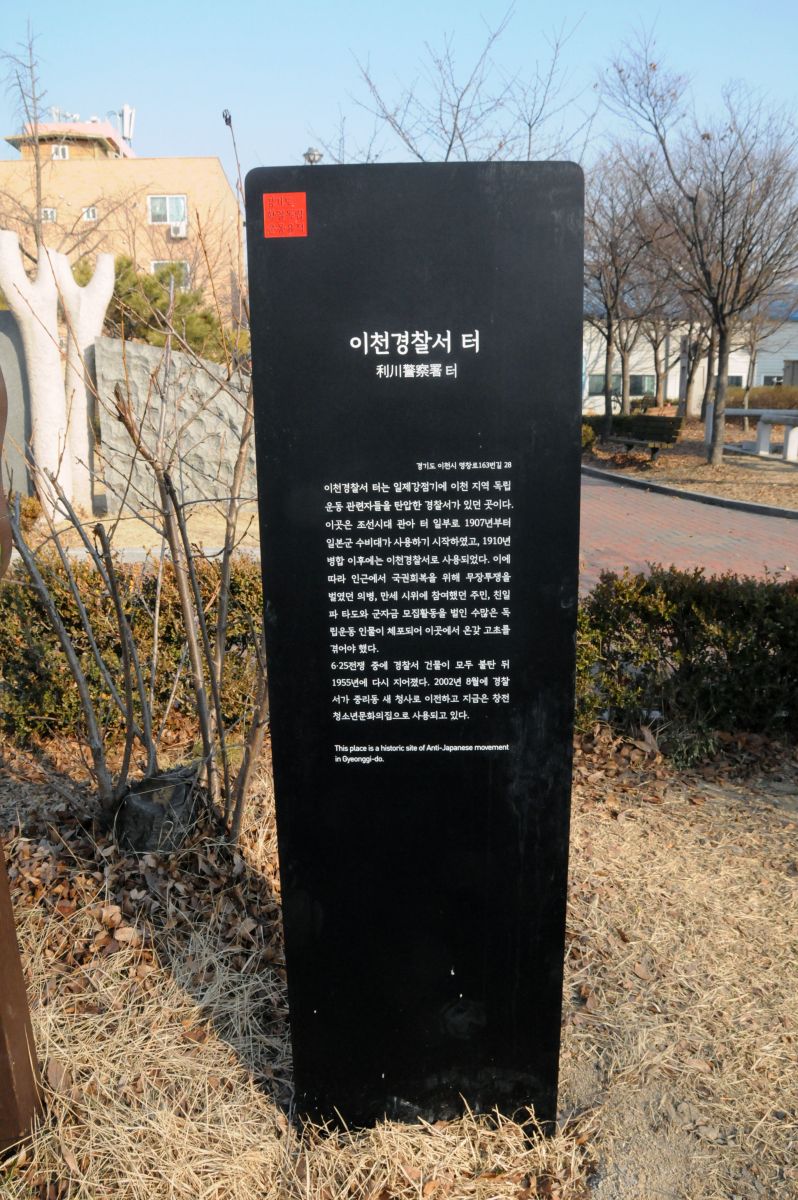 경기도
항일독립
운동유적
이천경찰서 터
利川警察署 터
경기도 이천시 영창로163번길 28
이천경찰서 터는 일제강점기에 이천 지역 독립
운동 관련자들을 탄압한 경찰서가 있던 곳이다.
이곳은 조선시대 관아 터 일부로 1907년부터
일본군 수비대가 사용하기 시작하였고, 1910년
병합 이후에는 이천경찰서로 사용되었다. 이에
따라 인근에서 국권회복을 위해 무장투쟁을
벌였던 의병, 만세 시위에 참여했던 주민, 친일
파 타도와 군자금 모집활동을 벌인 수많은 독
립운동 인물이 체포되어 이곳에서 온갖 고초를
겪어야 했다.
6·25전쟁 중에 경찰서 건물이 모두 불탄 뒤
1955년에 다시 지어졌다. 2002년 8월에 경찰
서가 중리동 새 청사로 이전하고 지금은 창전
청소년문화의집으로 사용되고 있다.
This place is a historic site of Anti-Japanese movement
in Gyeonggi-do.